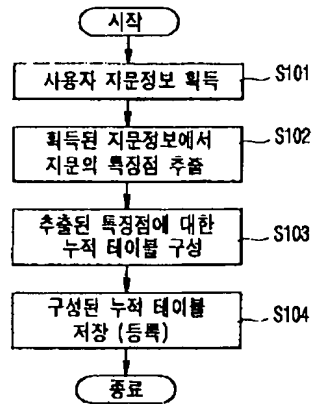 시작
사용자 지문정보 획득
S101
획득된 지문정보에서
지문의 특징점 추출
S102
추출된 특징점에 대한
누적 테이블 구성
S103
구성된 누적 테이블
저장 (등록)
S104
종료